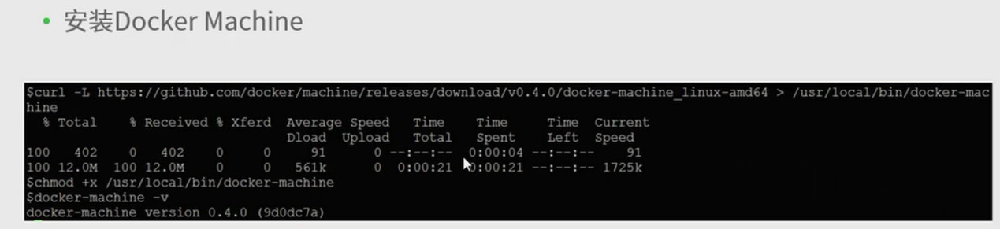 • 安装Docker Machine
$curl -L https://github.com/docker/machine/releases/download/v0.4.0/docker-machine_linux-amd64 > /usr/local/bin/docker-mac
hine
% Total % Received % Xferd Average Speed Time Time Time Current
Dload Upload Total Spent Left Speed
100 402 0 402 0 0 91 0 --:--:-- 0:00:04 --:--:-- 91
100 12.0M 100 12.0M 0 0 561k 0 0:00:21 0:00:21 --:--:-- 1725k
$chmod +x /usr/local/bin/docker-machine
$docker-machine -v
docker-machine version 0.4.0 (9d0dc7a)